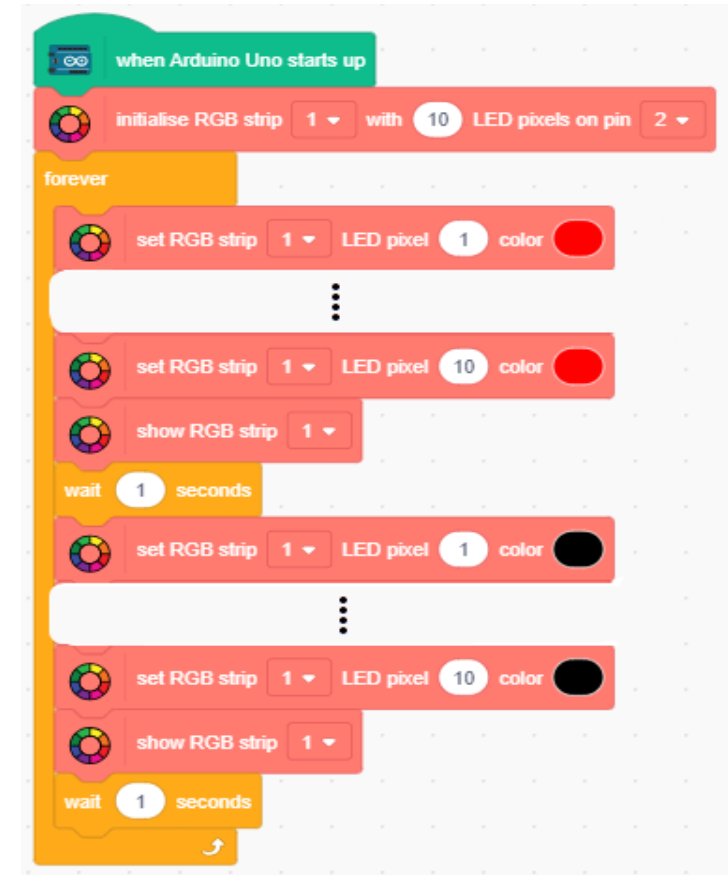 when Arduino Uno starts up
initialise RGB strip 1 with 10 LED pixels on pin 2
forever
set RGB strip 1 LED pixel 1 color
set RGB strip 1 LED pixel 10 color
show RGB strip 1
wait 1 seconds
set RGB strip 1 LED pixel 1 color
set RGB strip 1 LED pixel 10 color
show RGB strip 1
wait 1 seconds